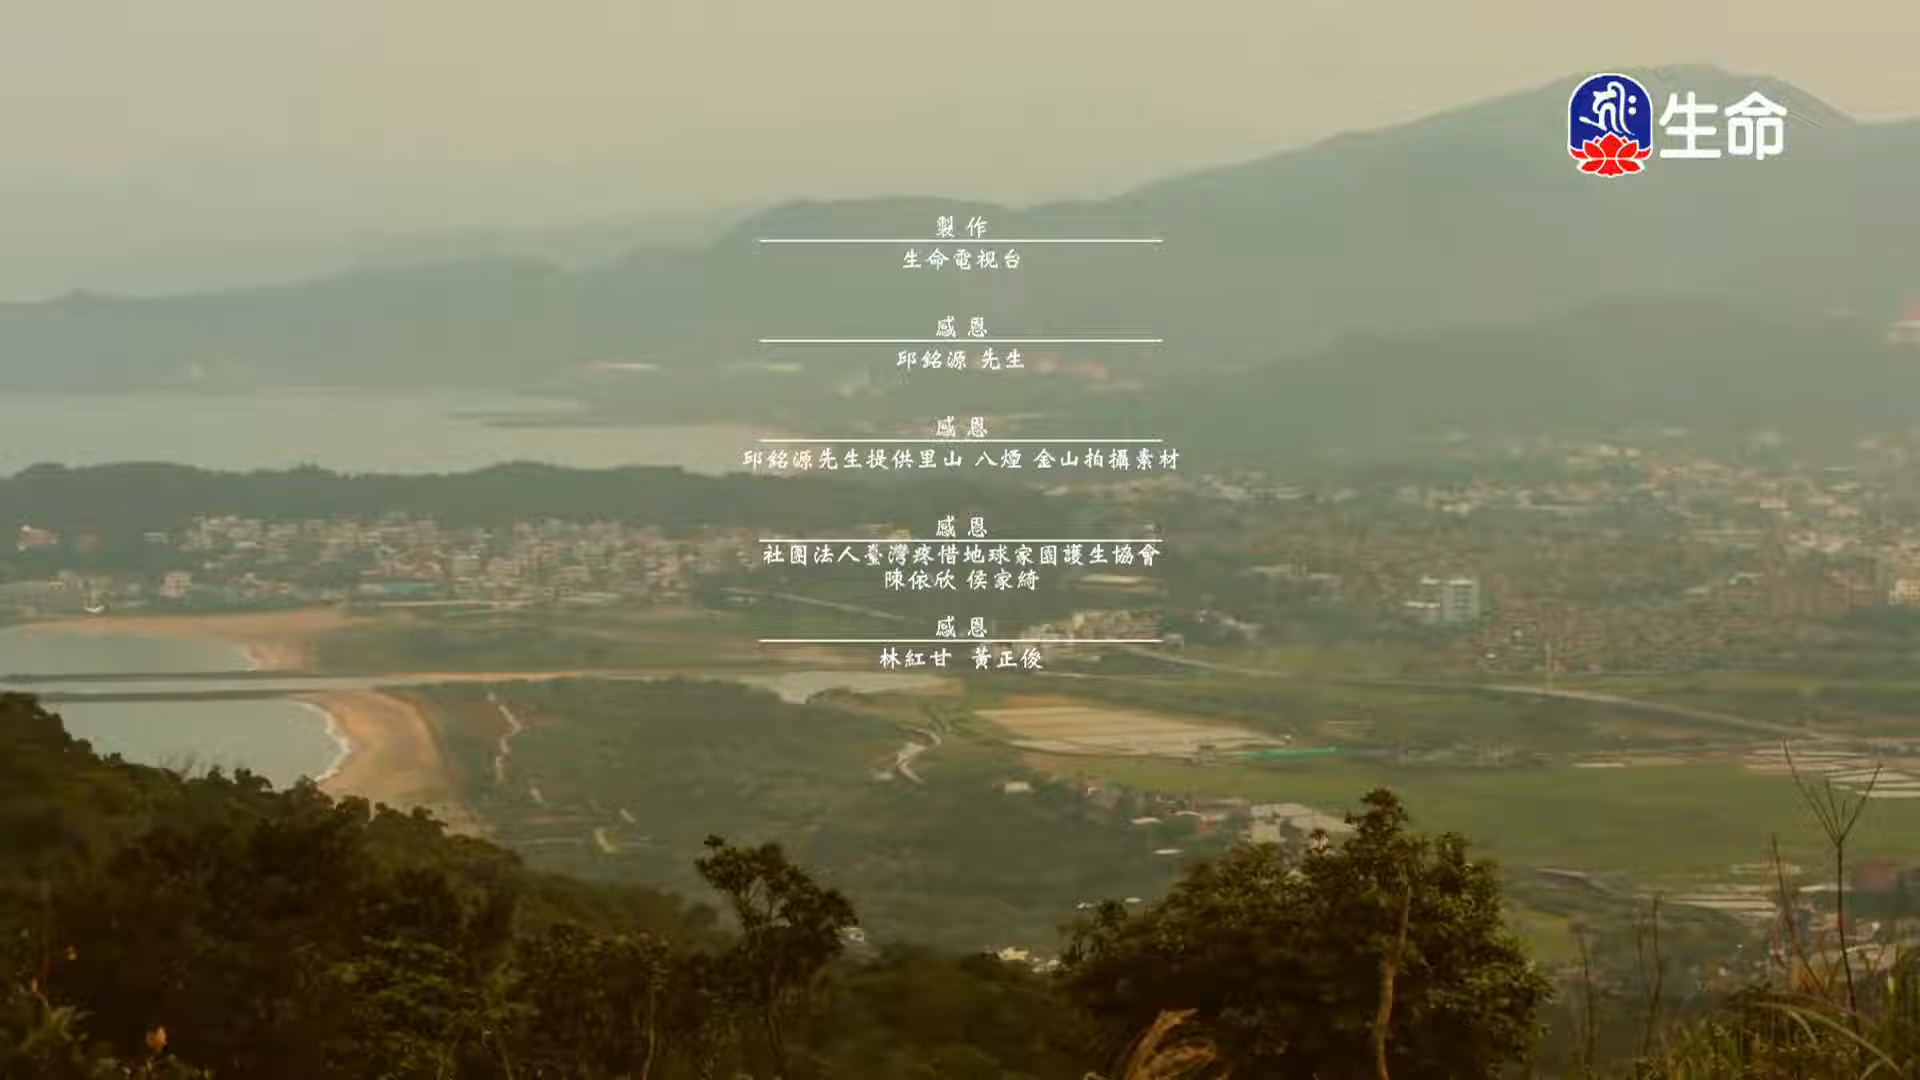 生命
製 作
生命電視台
感 恩
邱銘源 先生
感 恩
邱銘源先生提供里山 八煙 金山拍攝素材
感 恩
社團法人臺灣疼惜地球家園護生協會
陳依欣 侯家綺
感 恩
林紅甘 黃正俊